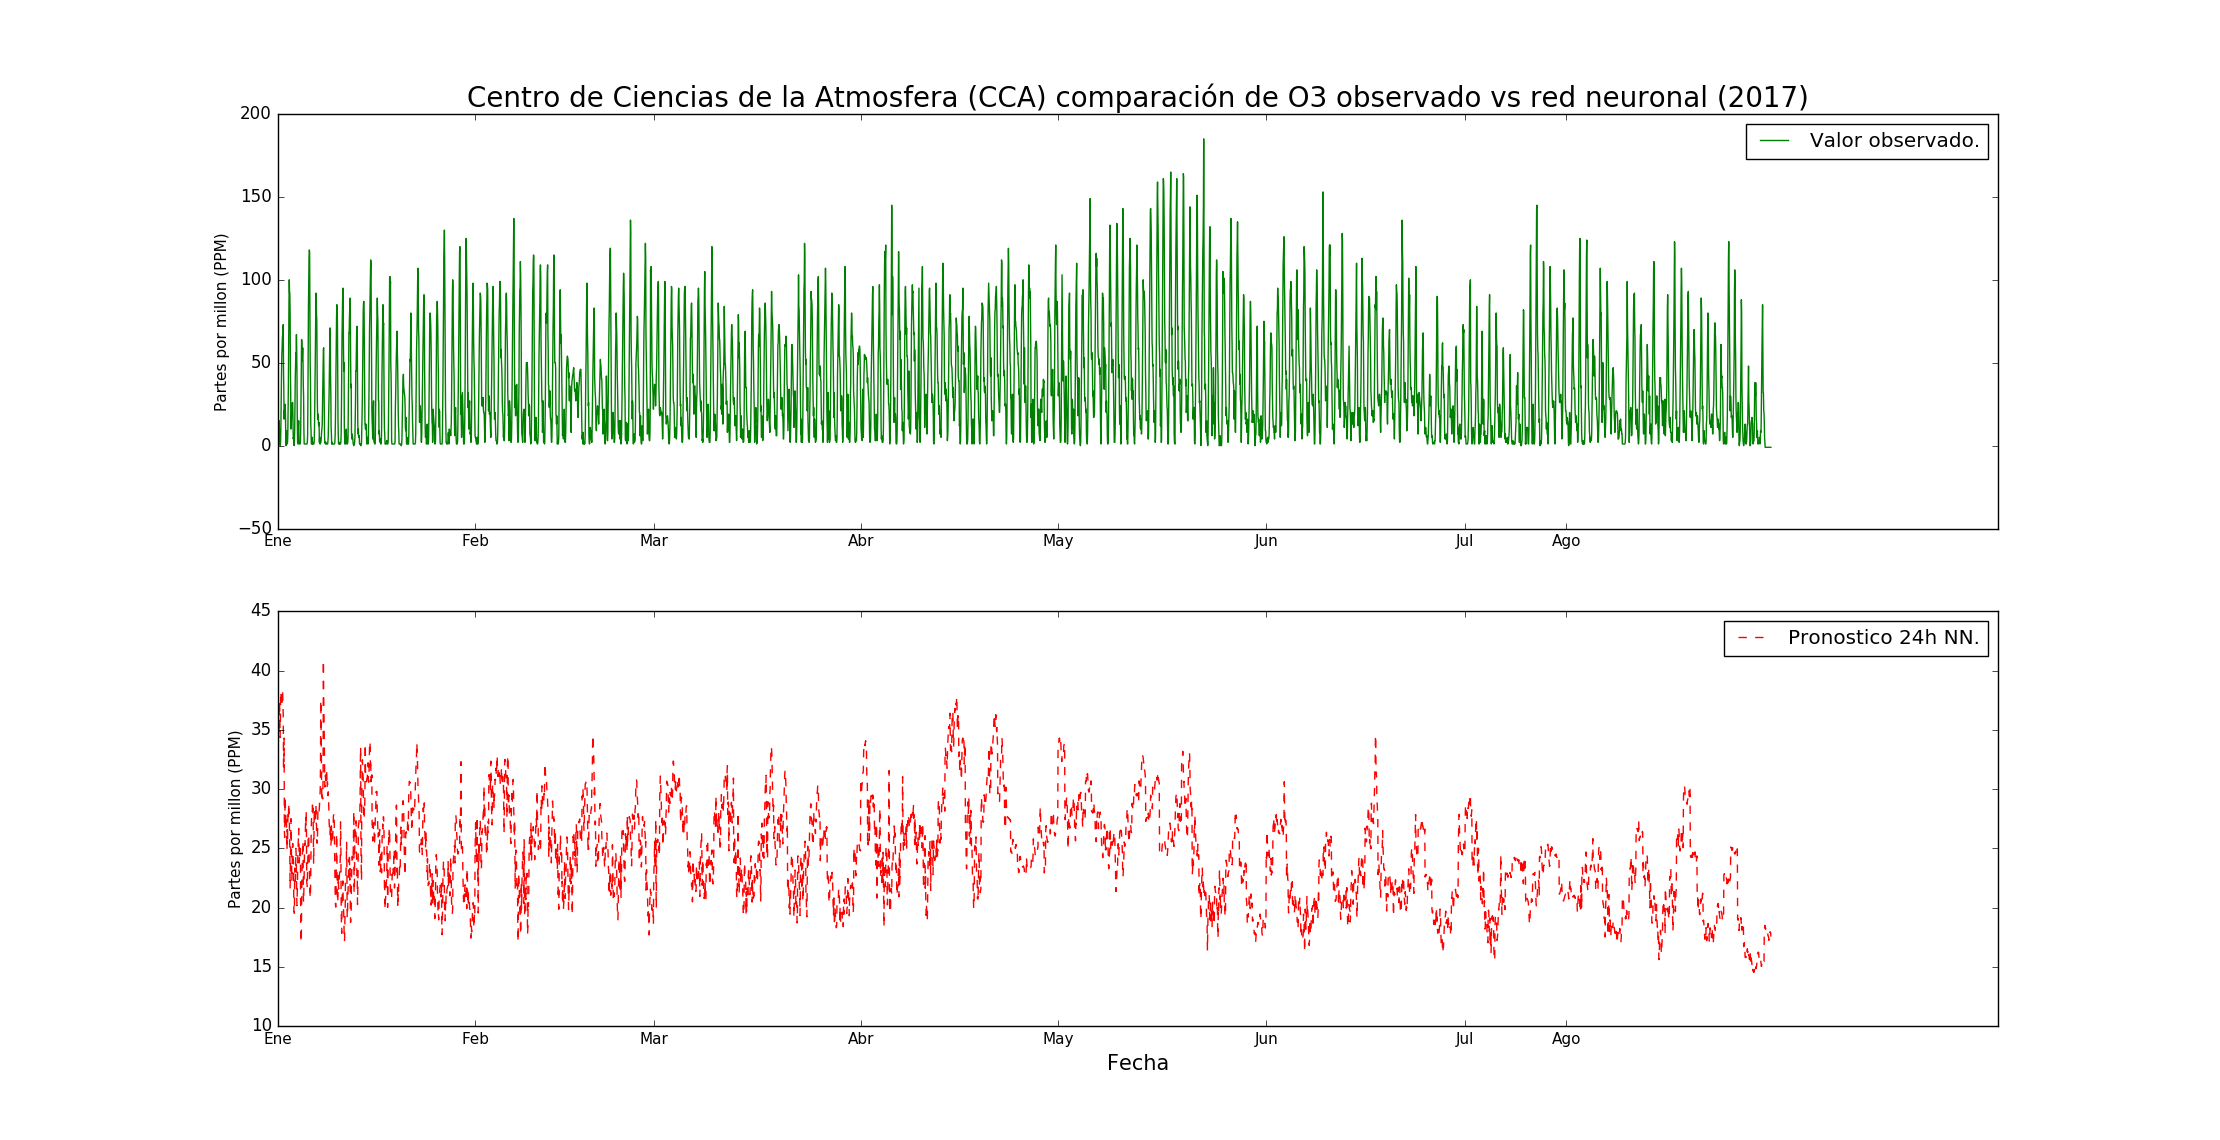 Centro de Ciencias de la Atmosfera (CCA) comparación de O3 observado vs red neuronal (2017)
200
150
100
50
0
−50
Partes por millon (PPM)
Valor observado.
Ene Feb Mar Abr May Jun Jul Ago
45
40
35
30
25
20
15
10
Partes por millon (PPM)
Pronostico 24h NN.
Ene Feb Mar Abr May Jun Jul Ago
Fecha